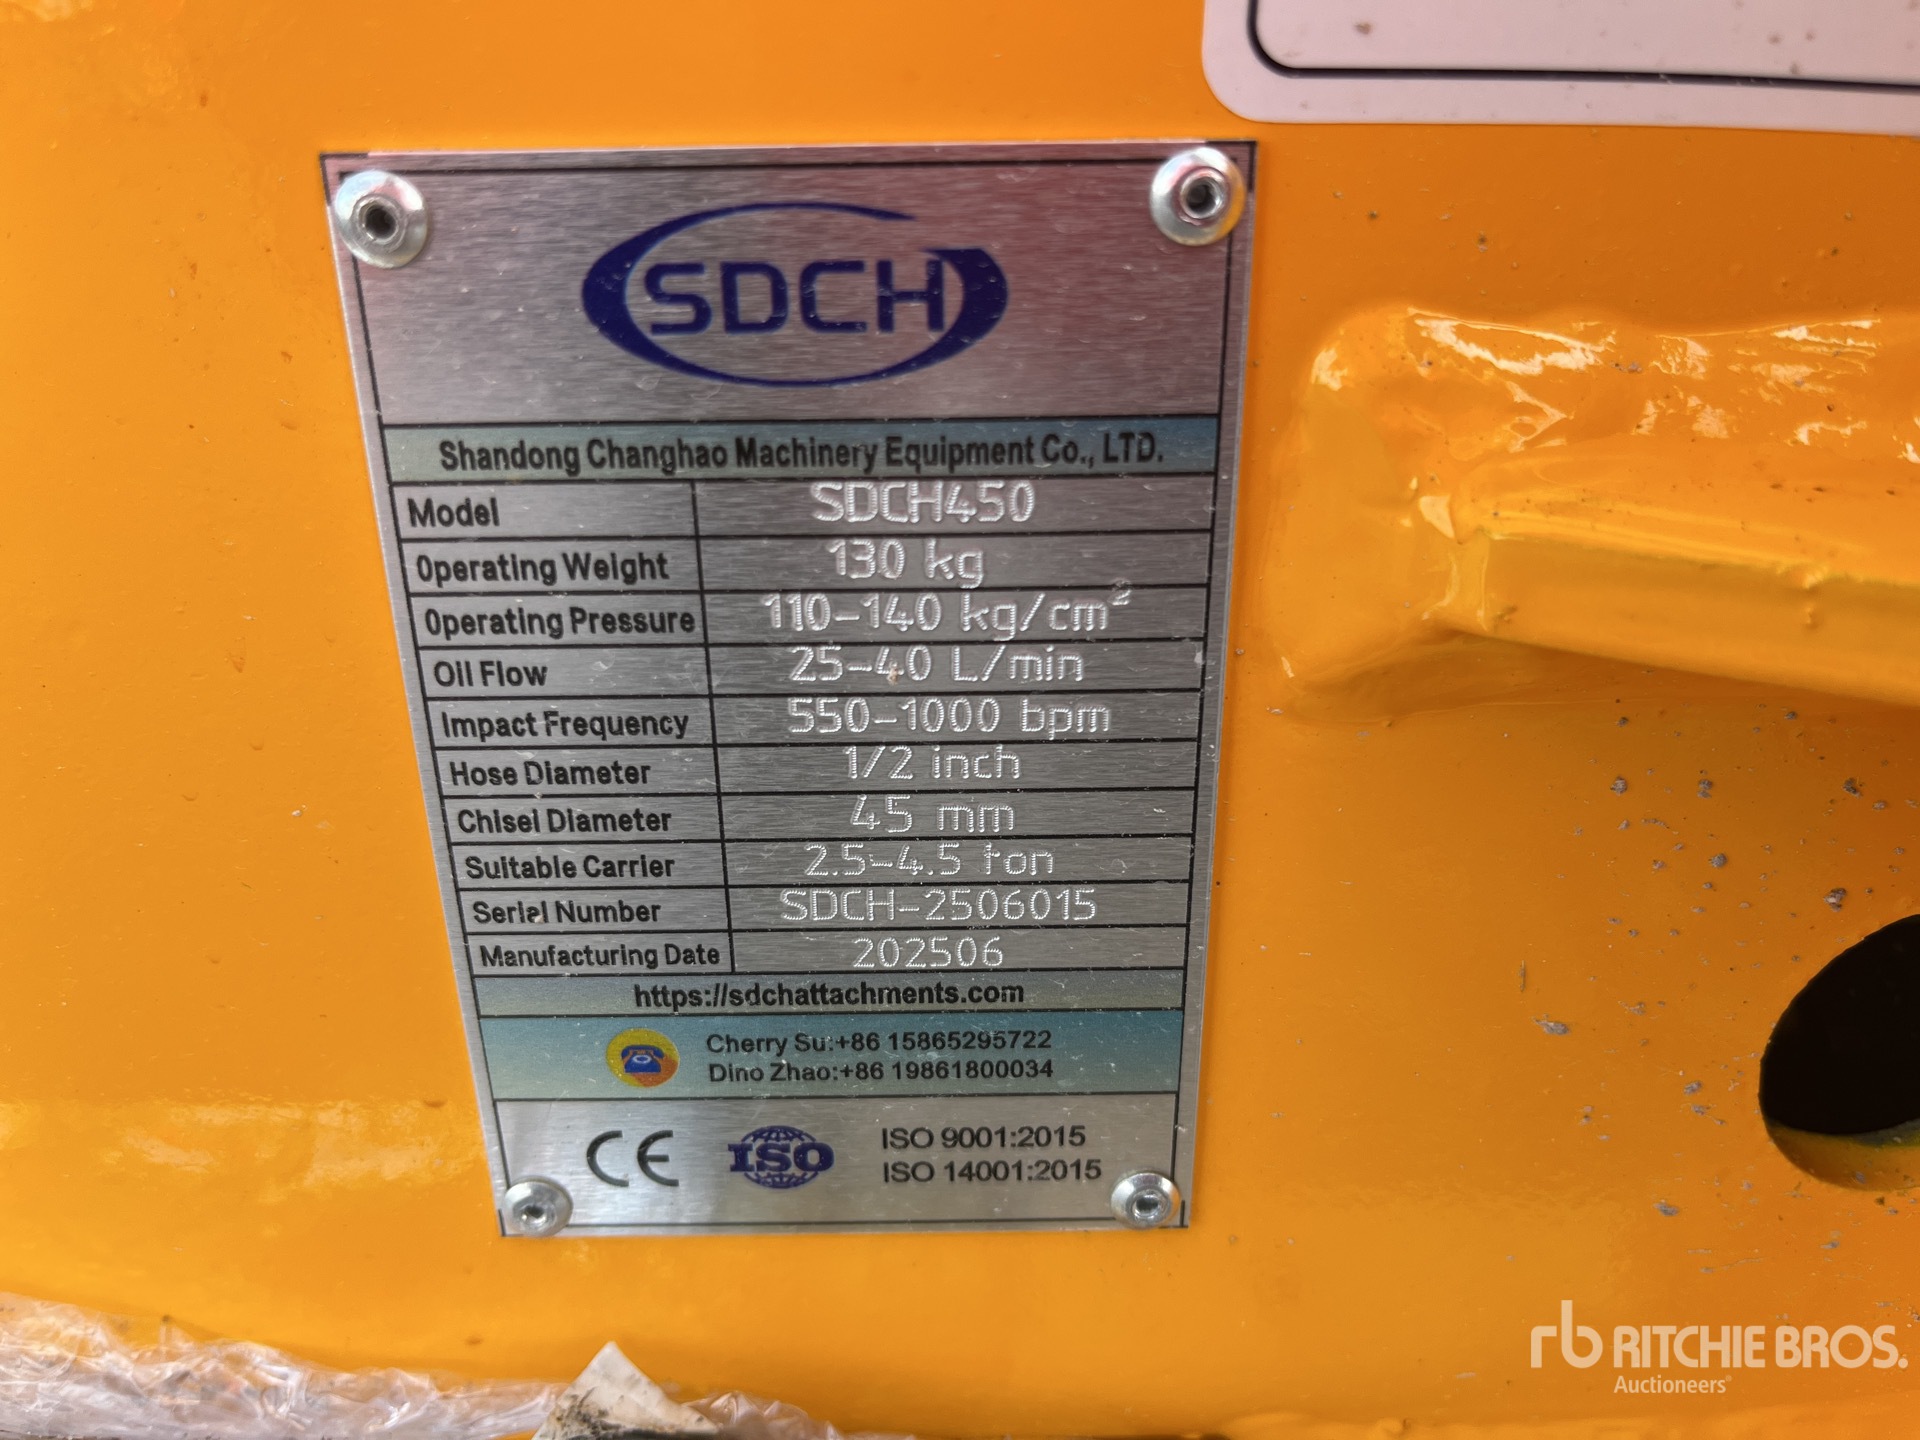 SDCH
Shandong Changhao Machinery Equipment Co., LTD.
Model SDCH450
Operating Weight 130 kg
Operating Pressure 110-140 kg/cm²
Oil Flow 25-40 L/min
Impact Frequency 550-1000 bpm
Hose Diameter 1/2 inch
Chisel Diameter 45 mm
Suitable Carrier 2.5-4.5 ton
Serial Number SDCH-2506015
Manufacturing Date 202506
https://sdchattachments.com
Cherry Su:+86 15865295722
Dino Zhao:+86 19861800034
CE ISO ISO 9001:2015
ISO 14001:2015
rb RITCHIE BROS.
Auctioneers